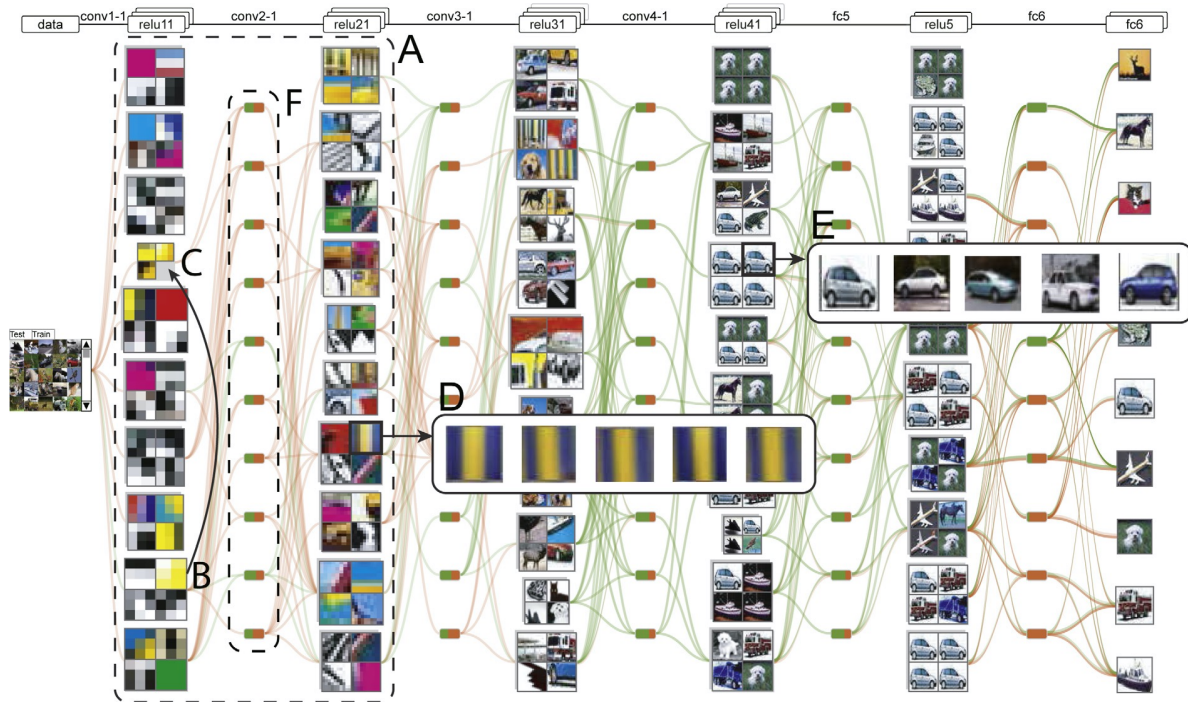 data conv1-1 relu11 conv2-1 relu21 conv3-1 relu31 conv4-1 relu41 fc5 relu5 fc6 fc6
A
F
C
E
Test Train
D
B